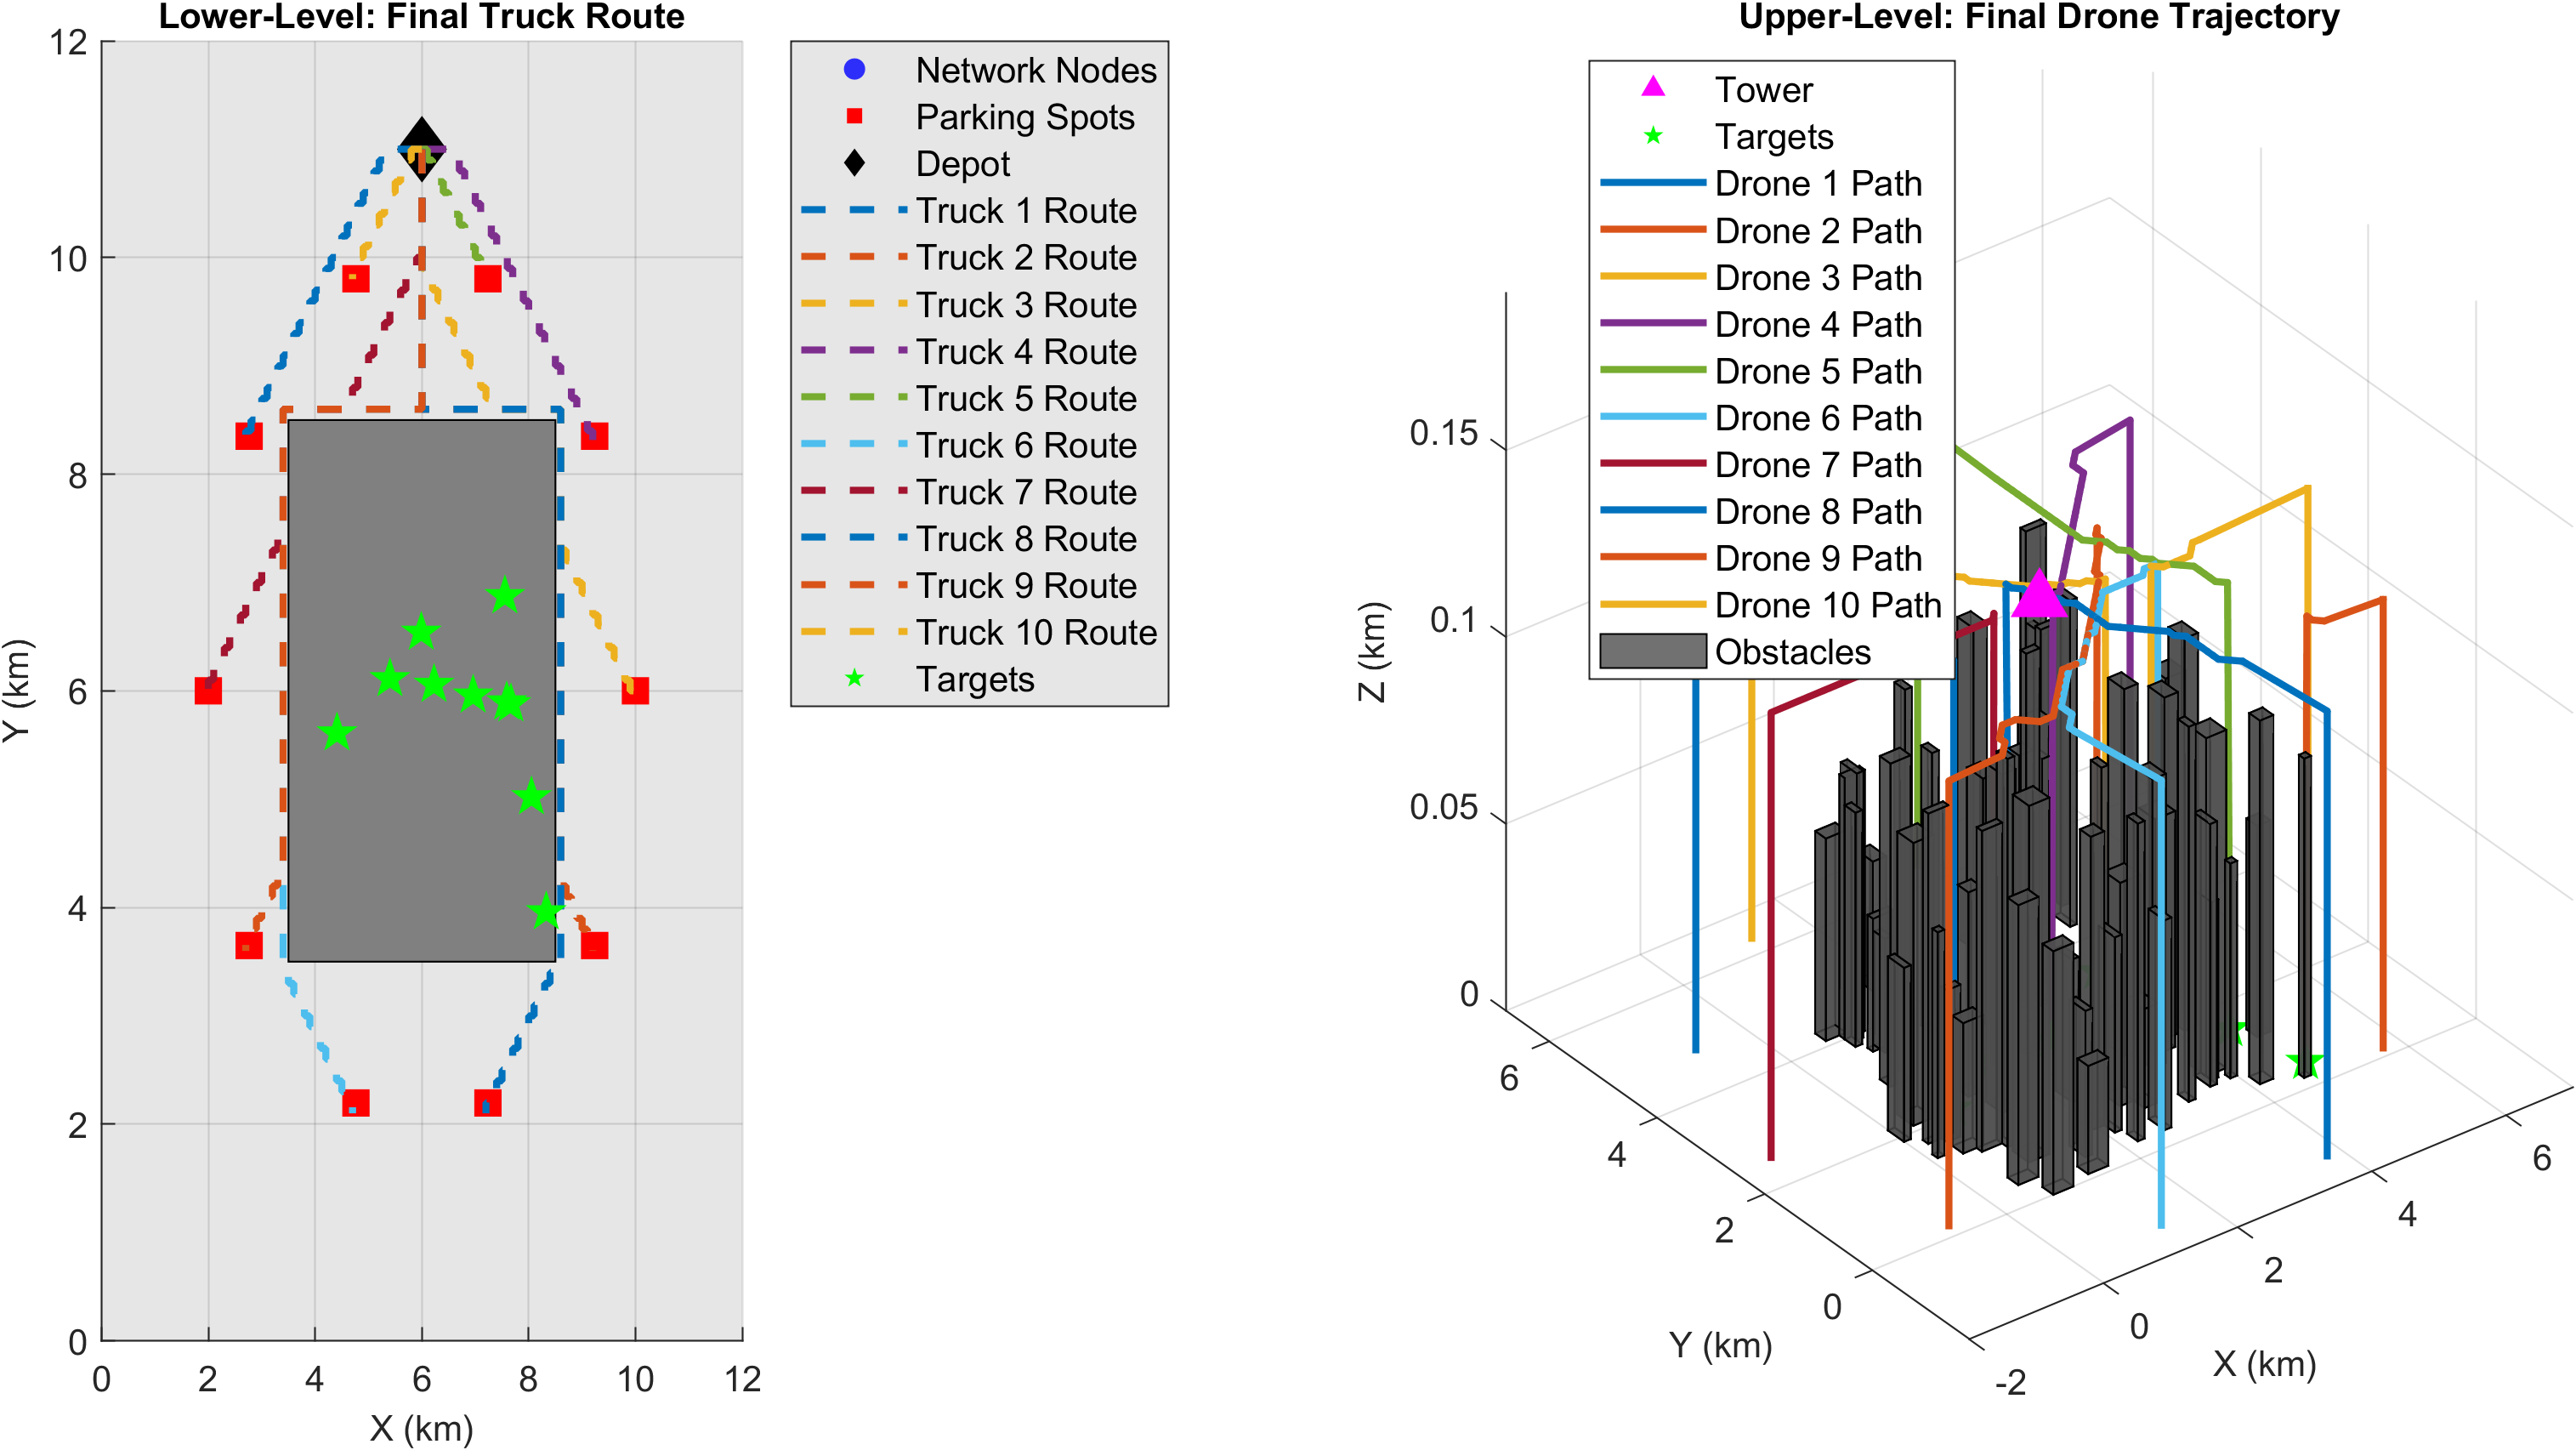 Lower-Level: Final Truck Route
12
10
8
6
4
2
0
0 2 4 6 8 10 12
Y (km)
X (km)
Network Nodes
Parking Spots
Depot
Truck 1 Route
Truck 2 Route
Truck 3 Route
Truck 4 Route
Truck 5 Route
Truck 6 Route
Truck 7 Route
Truck 8 Route
Truck 9 Route
Truck 10 Route
Targets
Upper-Level: Final Drone Trajectory
Tower
Targets
Drone 1 Path
Drone 2 Path
Drone 3 Path
Drone 4 Path
Drone 5 Path
Drone 6 Path
Drone 7 Path
Drone 8 Path
Drone 9 Path
Drone 10 Path
Obstacles
0.15
0.1
0.05
0
Z (km)
6
4
2
0
-2
Y (km)
0
2
4
6
X (km)